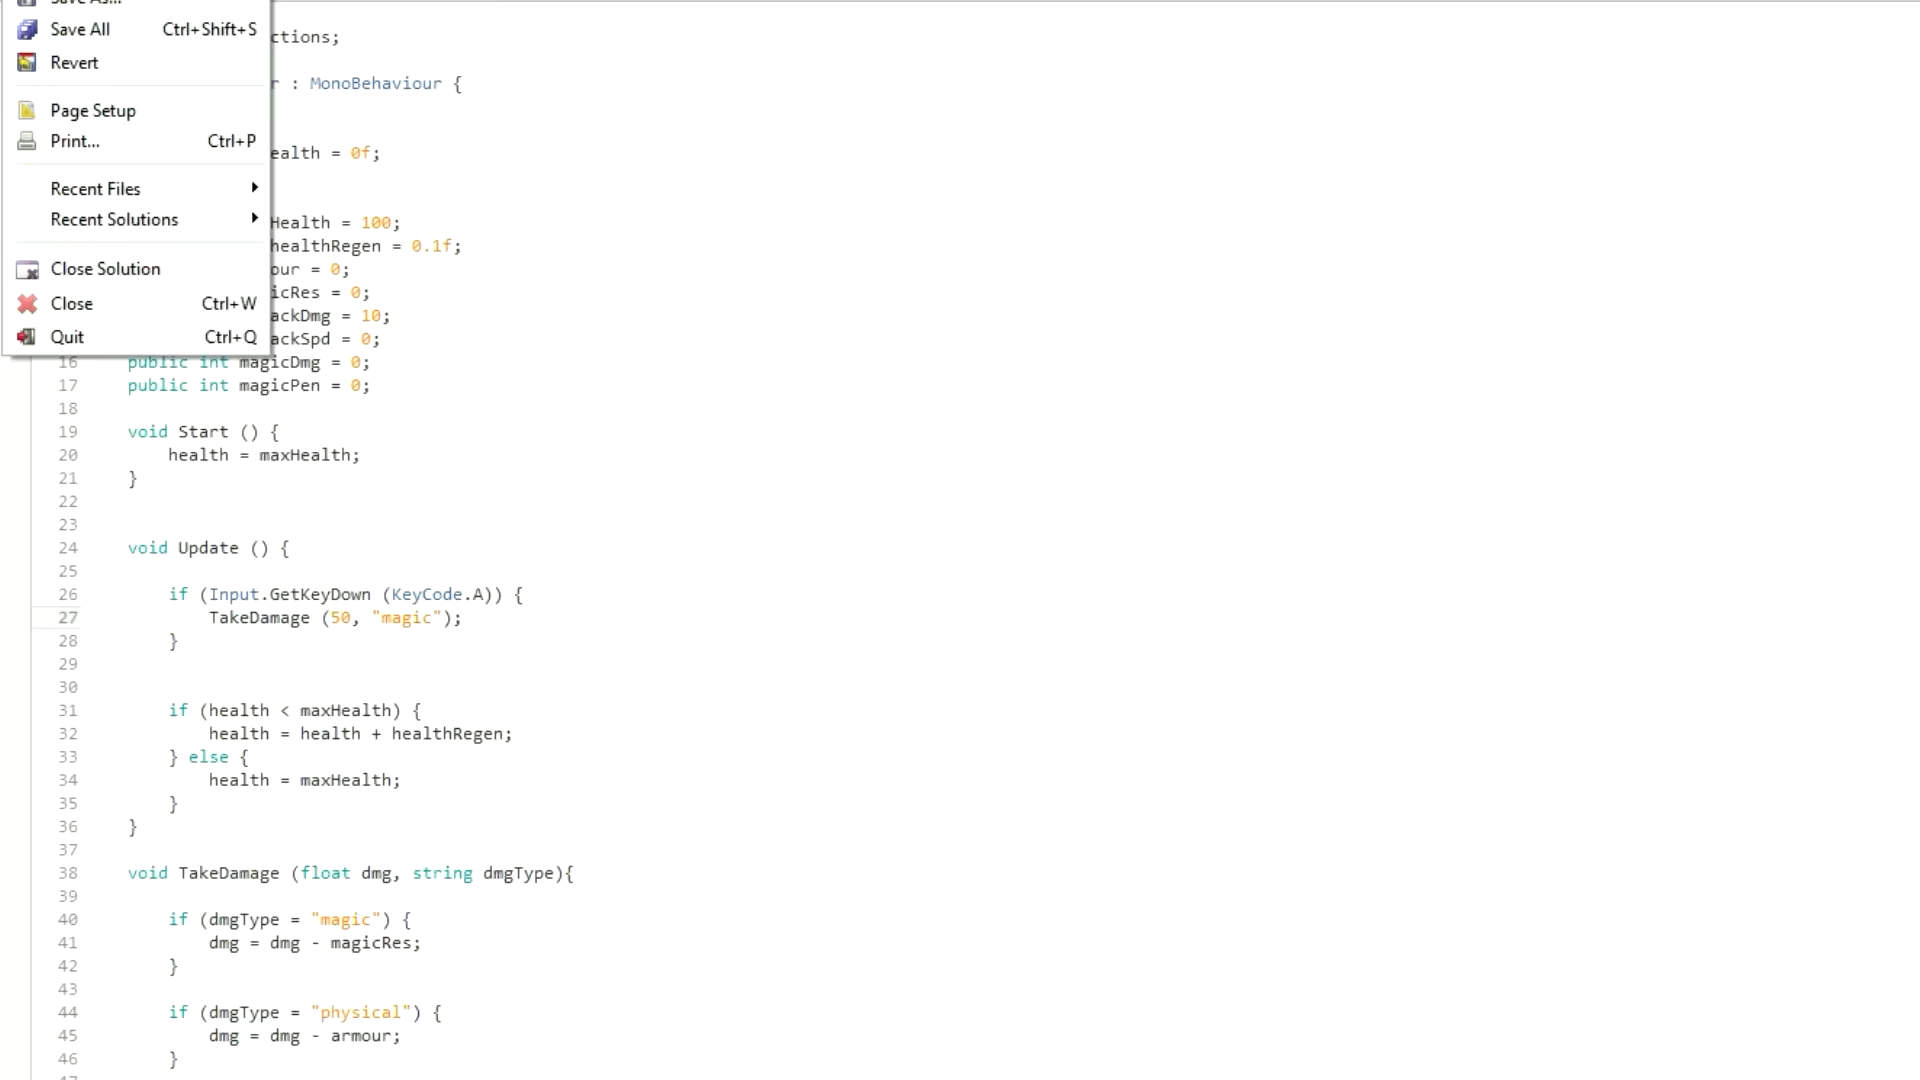 Save As...
Save All Ctrl+Shift+S
Revert
Page Setup
Print... Ctrl+P
Recent Files
Recent Solutions
Close Solution
Close Ctrl+W
Quit Ctrl+Q
ctions;
r : MonoBehaviour {
ealth = 0f;
Health = 100;
healthRegen = 0.1f;
our = 0;
icRes = 0;
ackDmg = 10;
ackSpd = 0;
16 public int magicDmg = 0;
17 public int magicPen = 0;
18
19 void Start () {
20 health = maxHealth;
21 }
22
23
24 void Update () {
25
26 if (Input.GetKeyDown (KeyCode.A)) {
27 TakeDamage (50, "magic");
28 }
29
30
31 if (health < maxHealth) {
32 health = health + healthRegen;
33 } else {
34 health = maxHealth;
35 }
36 }
37
38 void TakeDamage (float dmg, string dmgType){
39
40 if (dmgType = "magic") {
41 dmg = dmg - magicRes;
42 }
43
44 if (dmgType = "physical") {
45 dmg = dmg - armour;
46 }
47